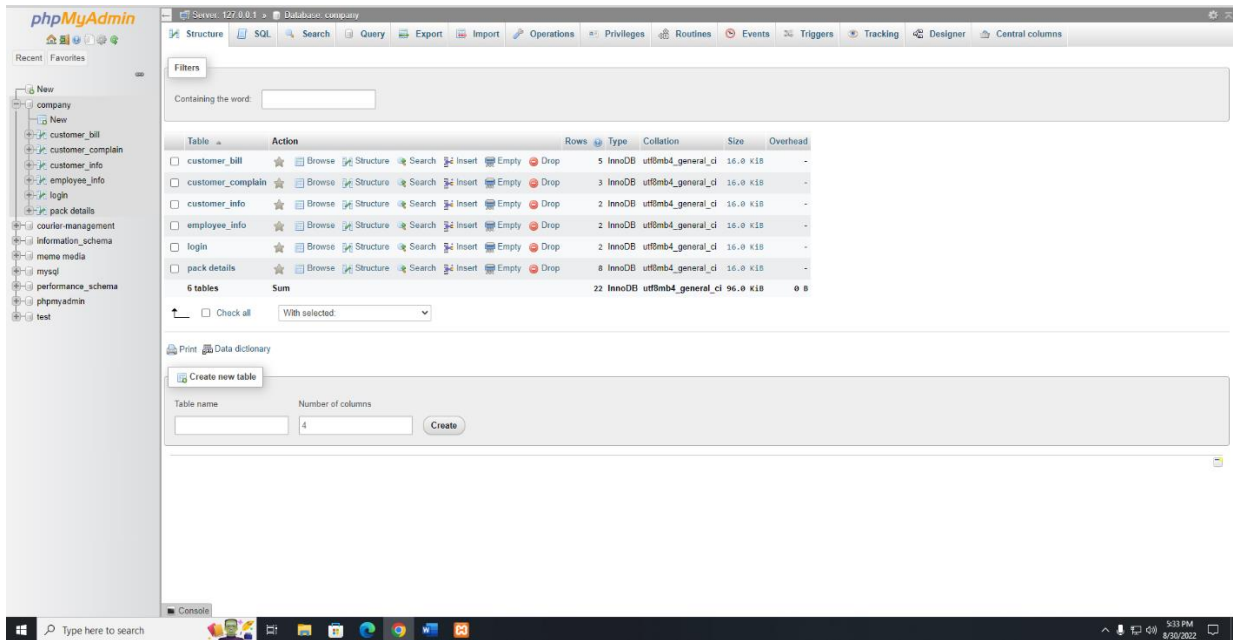 phpMyAdmin
Recent Favorites
New
company
New
customer_bill
customer_complain
customer_info
employee_info
login
pack details
courier-management
information_schema
meme media
mysql
performance_schema
phpmyadmin
test
Server: 127.0.0.1 » Database: company
Structure SQL Search Query Export Import Operations Privileges Routines Events Triggers Tracking Designer Central columns
Filters
Containing the word:
Table Action Rows Type Collation Size Overhead
customer_bill Browse Structure Search Insert Empty Drop 5 InnoDB utf8mb4_general_ci 16.0 KiB -
customer_complain Browse Structure Search Insert Empty Drop 3 InnoDB utf8mb4_general_ci 16.0 KiB -
customer_info Browse Structure Search Insert Empty Drop 2 InnoDB utf8mb4_general_ci 16.0 KiB -
employee_info Browse Structure Search Insert Empty Drop 2 InnoDB utf8mb4_general_ci 16.0 KiB -
login Browse Structure Search Insert Empty Drop 2 InnoDB utf8mb4_general_ci 16.0 KiB -
pack details Browse Structure Search Insert Empty Drop 8 InnoDB utf8mb4_general_ci 16.0 KiB -
6 tables Sum 22 InnoDB utf8mb4_general_ci 96.0 KiB 0 B
Check all With selected:
Print Data dictionary
Create new table
Table name Number of columns
4 Create
Console
Type here to search
5:33 PM
8/30/2022